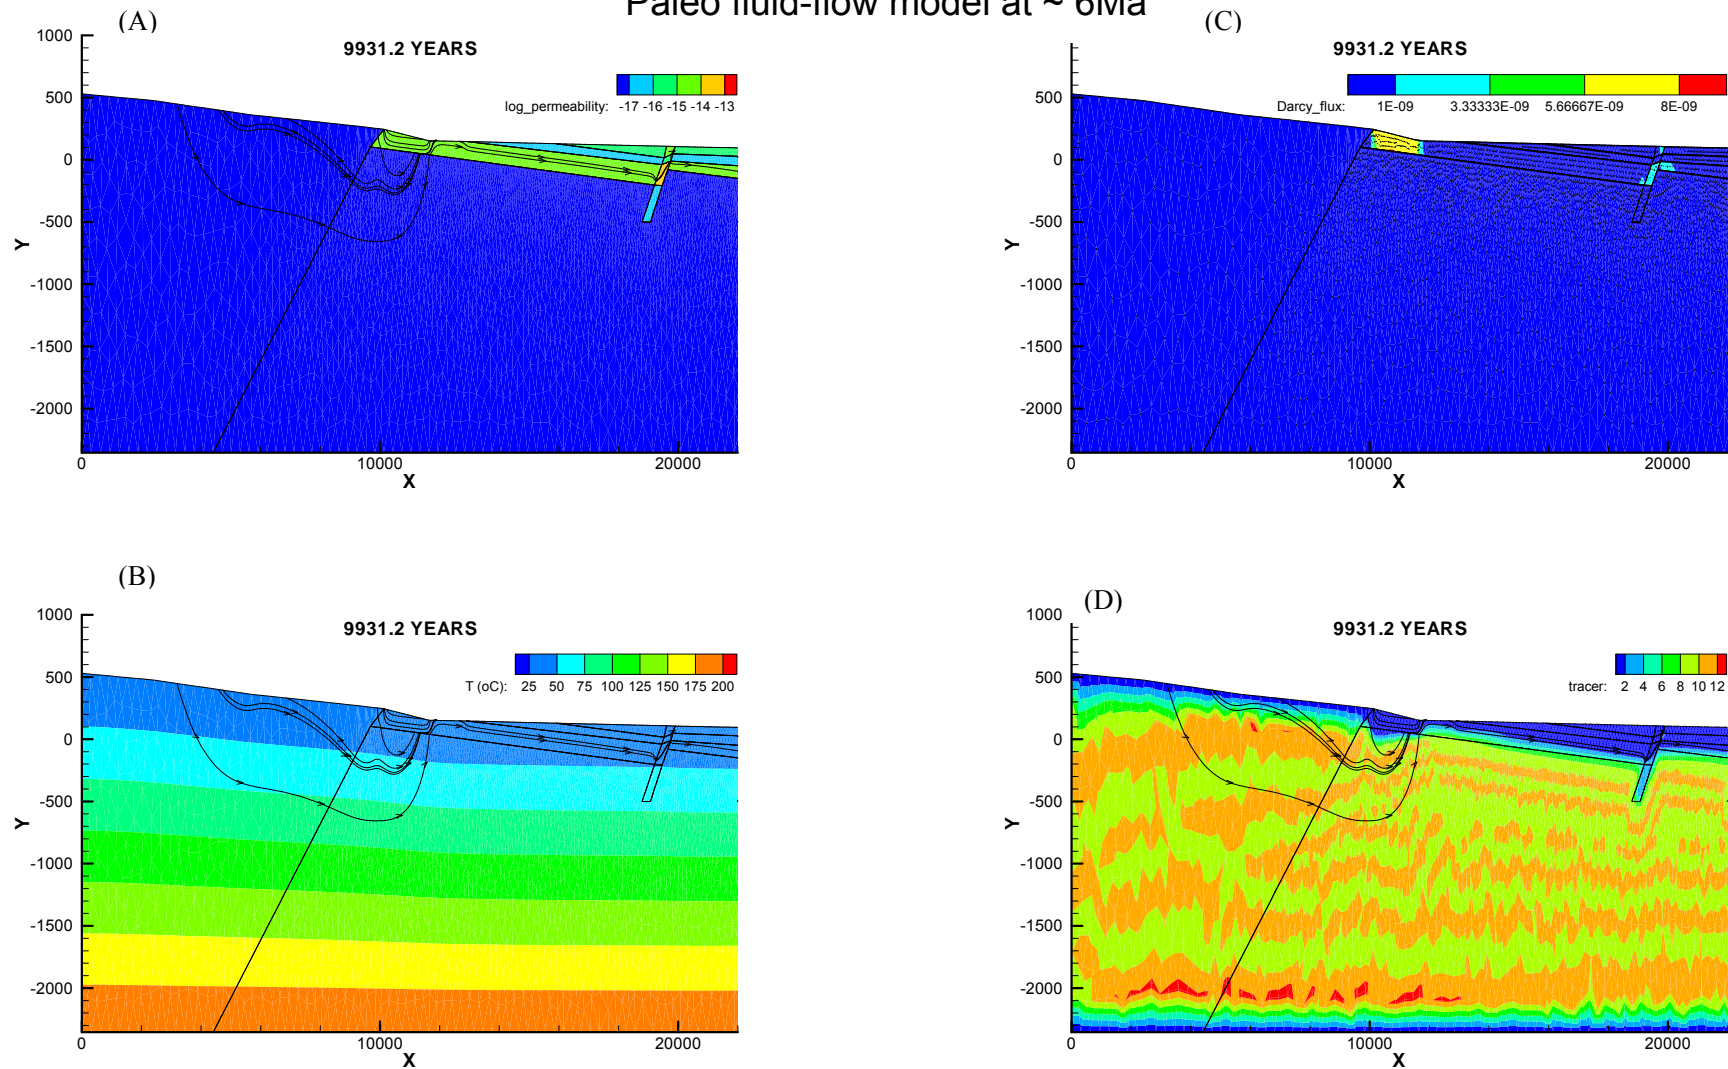 Paleo fluid-flow model at ~ 6Ma
(A)
9931.2 YEARS
log_permeability: -17 -16 -15 -14 -13
1000
500
0
-500
-1000
-1500
-2000
Y
0 10000 20000
X
(C)
9931.2 YEARS
Darcy_flux: 1E-09 3.33333E-09 5.66667E-09 8E-09
500
0
-500
-1000
-1500
-2000
Y
0 10000 20000
X
(B)
9931.2 YEARS
T (oC): 25 50 75 100 125 150 175 200
1000
500
0
-500
-1000
-1500
-2000
Y
0 10000 20000
X
(D)
9931.2 YEARS
tracer: 2 4 6 8 10 12
1000
500
0
-500
-1000
-1500
-2000
Y
0 10000 20000
X